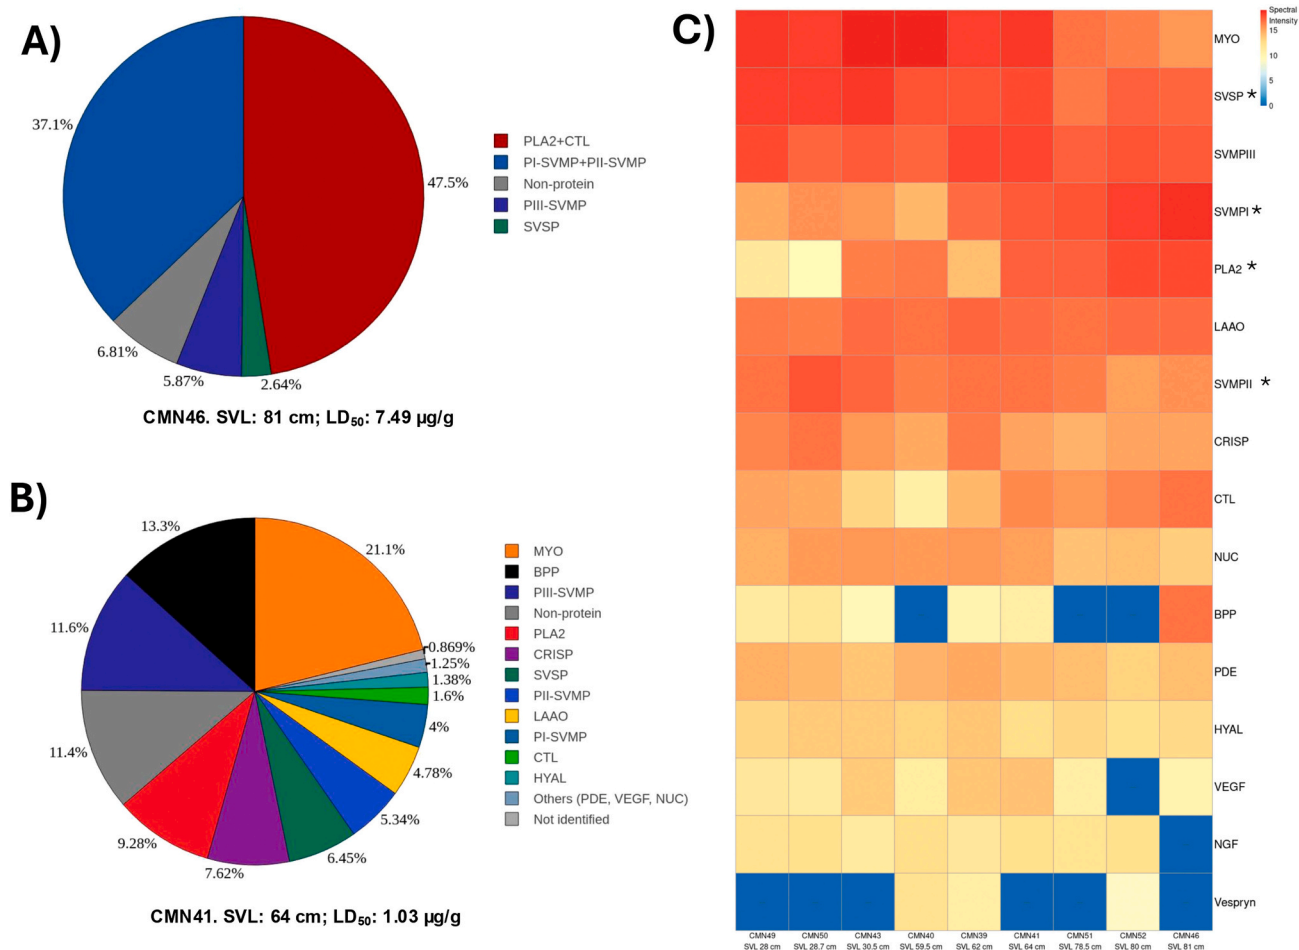 A)
37.1%
47.5%
6.81%
5.87%
2.64%
PLA2+CTL
PI-SVMP+PII-SVMP
Non-protein
PIII-SVMP
SVSP
CMN46. SVL: 81 cm; LD₅₀: 7.49 µg/g
B)
13.3%
21.1%
11.6%
0.869%
1.25%
1.38%
1.6%
4%
11.4%
4.78%
5.34%
9.28%
7.62%
6.45%
MYO
BPP
PIII-SVMP
Non-protein
PLA2
CRISP
SVSP
PII-SVMP
LAAO
PI-SVMP
CTL
HYAL
Others (PDE, VEGF, NUC)
Not identified
CMN41. SVL: 64 cm; LD₅₀: 1.03 µg/g
C)
Spectral
Intensity
15
10
5
0
MYO
SVSP *
SVMPIII
SVMPI *
PLA2 *
LAAO
SVMPII *
CRISP
CTL
NUC
BPP
PDE
HYAL
VEGF
NGF
Vespryn
CMN49 CMN50 CMN43 CMN40 CMN39 CMN41 CMN51 CMN52 CMN46
SVL 28 cm SVL 28.7 cm SVL 30.5 cm SVL 59.5 cm SVL 62 cm SVL 64 cm SVL 78.5 cm SVL 80 cm SVL 81 cm